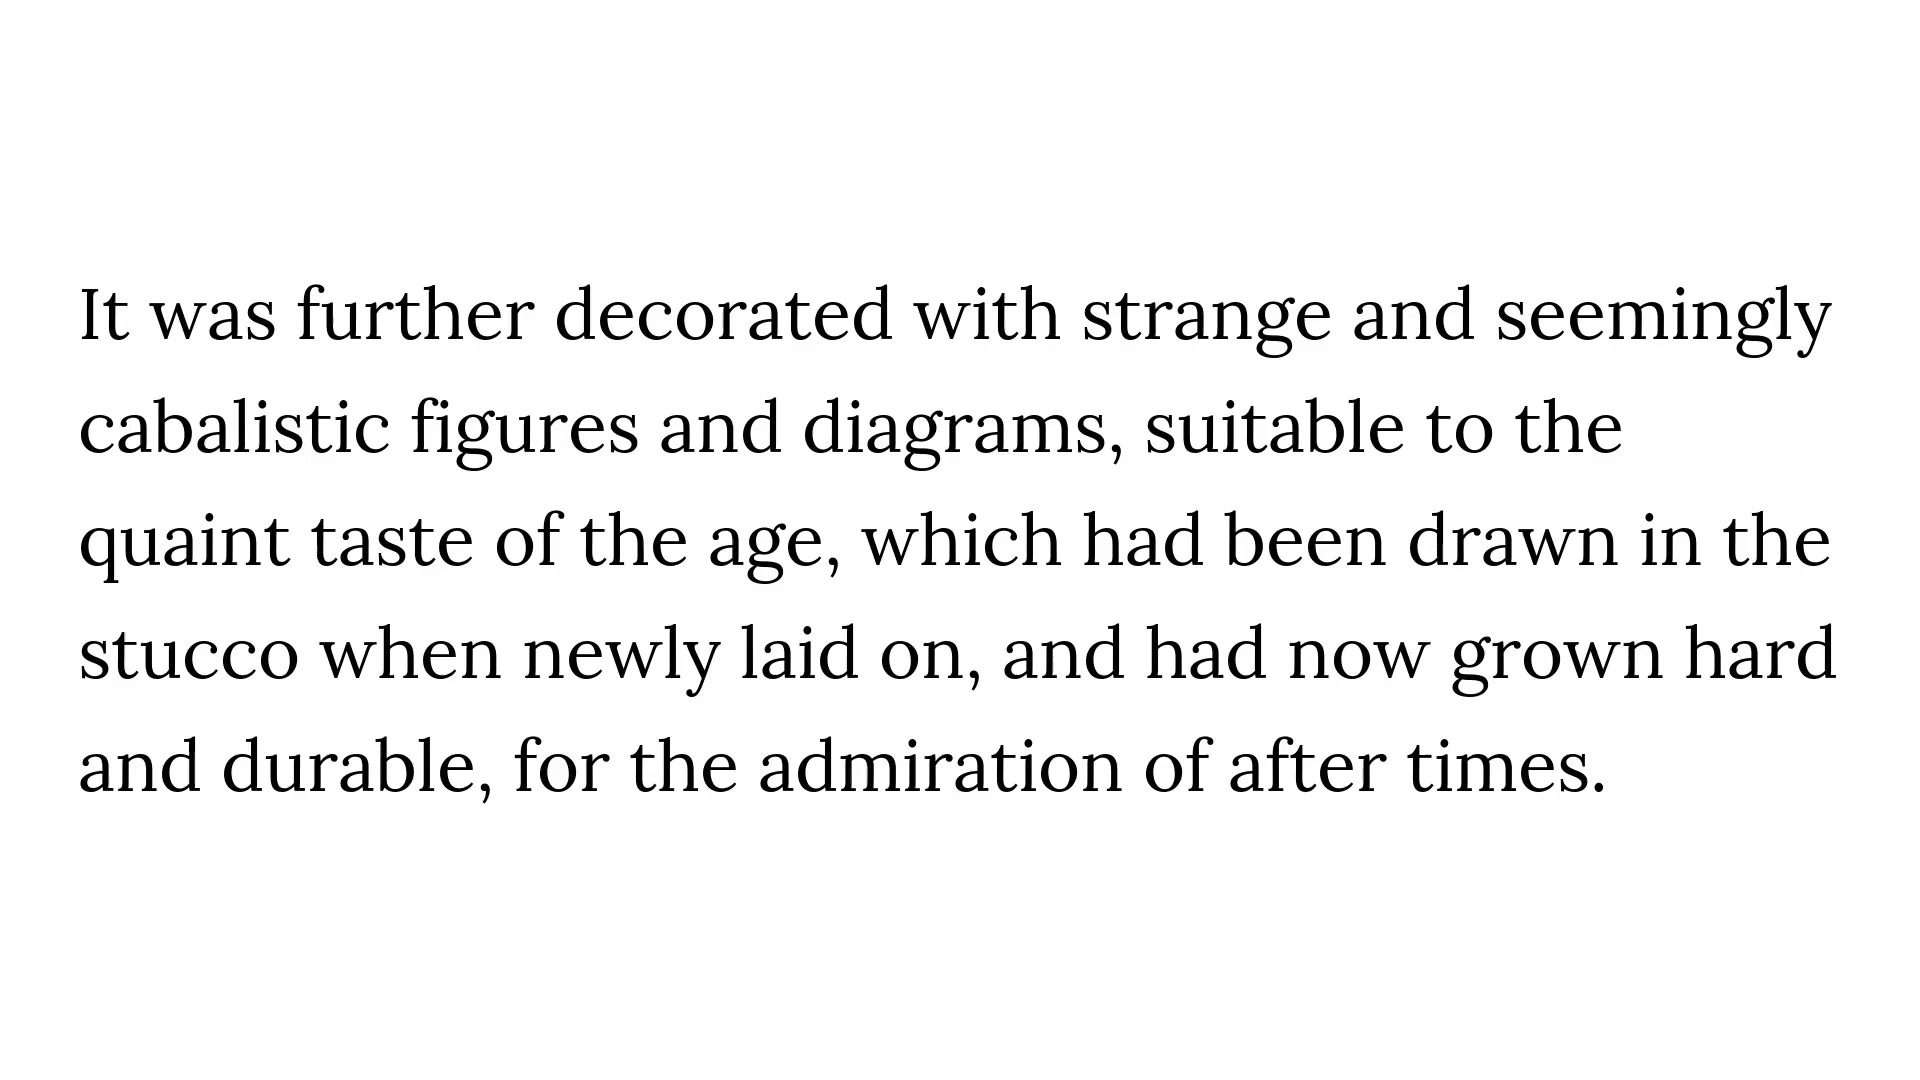 It was further decorated with strange and seemingly
cabalistic figures and diagrams, suitable to the
quaint taste of the age, which had been drawn in the
stucco when newly laid on, and had now grown hard
and durable, for the admiration of after times.